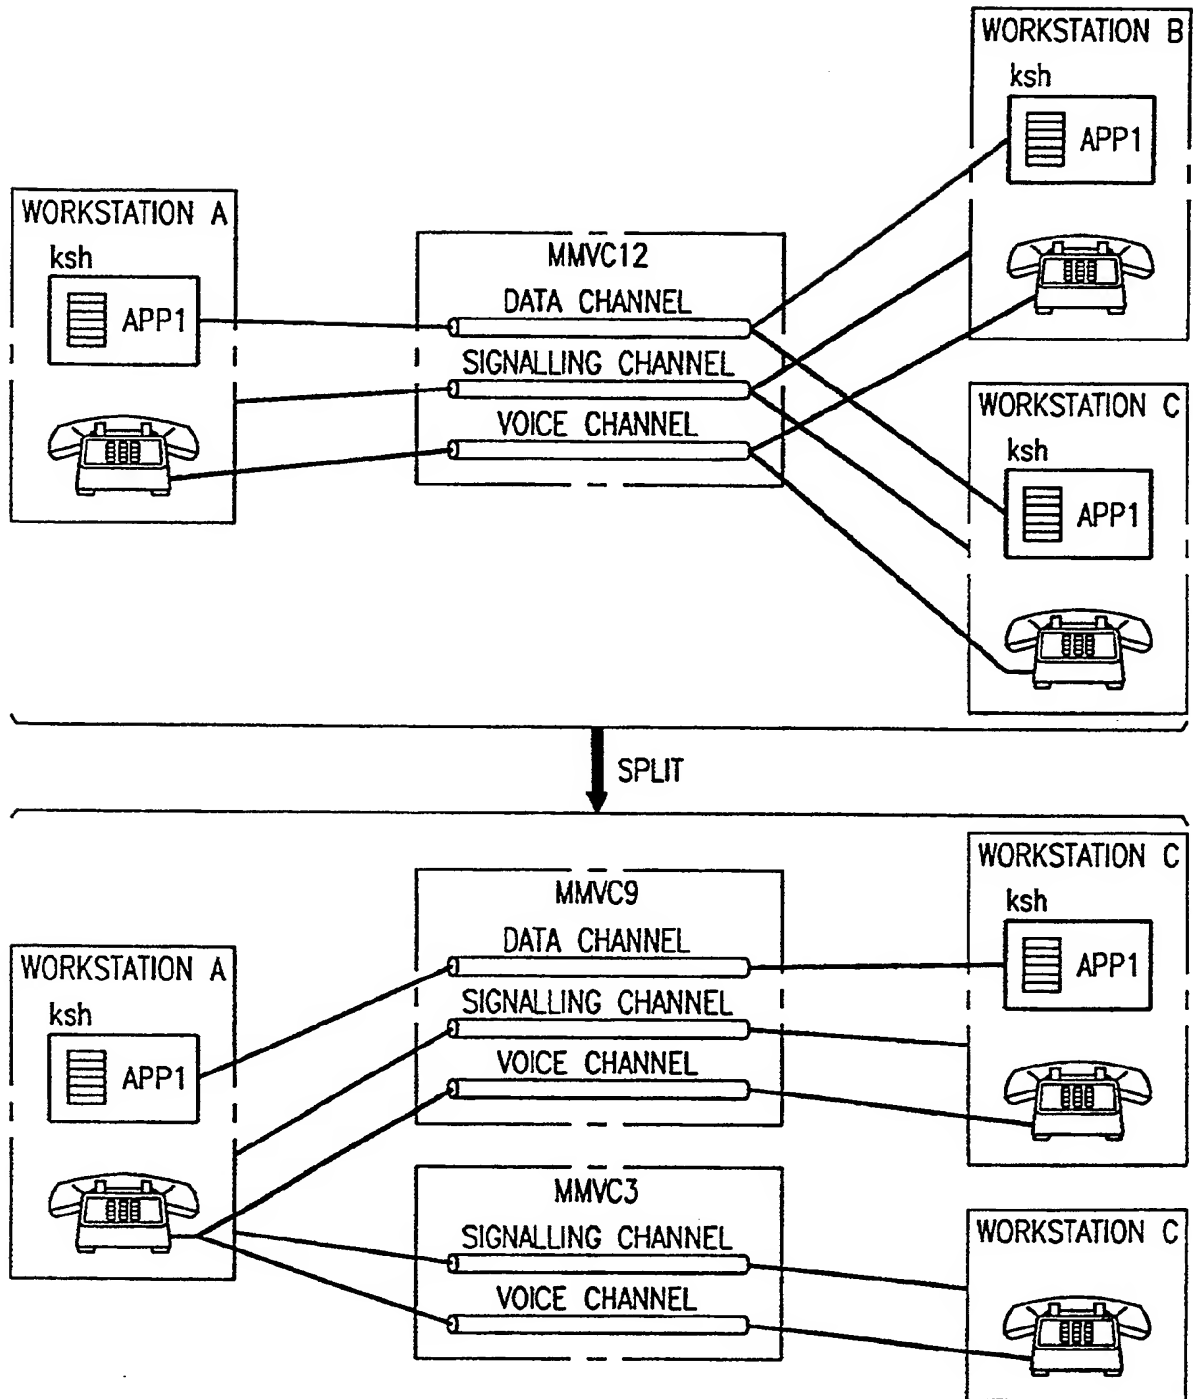 WORKSTATION B
ksh
APP1
WORKSTATION A
ksh
APP1
MMVC12
DATA CHANNEL
SIGNALLING CHANNEL
VOICE CHANNEL
WORKSTATION C
ksh
APP1
SPLIT
WORKSTATION A
ksh
APP1
MMVC9
DATA CHANNEL
SIGNALLING CHANNEL
VOICE CHANNEL
WORKSTATION C
ksh
APP1
MMVC3
SIGNALLING CHANNEL
VOICE CHANNEL
WORKSTATION C